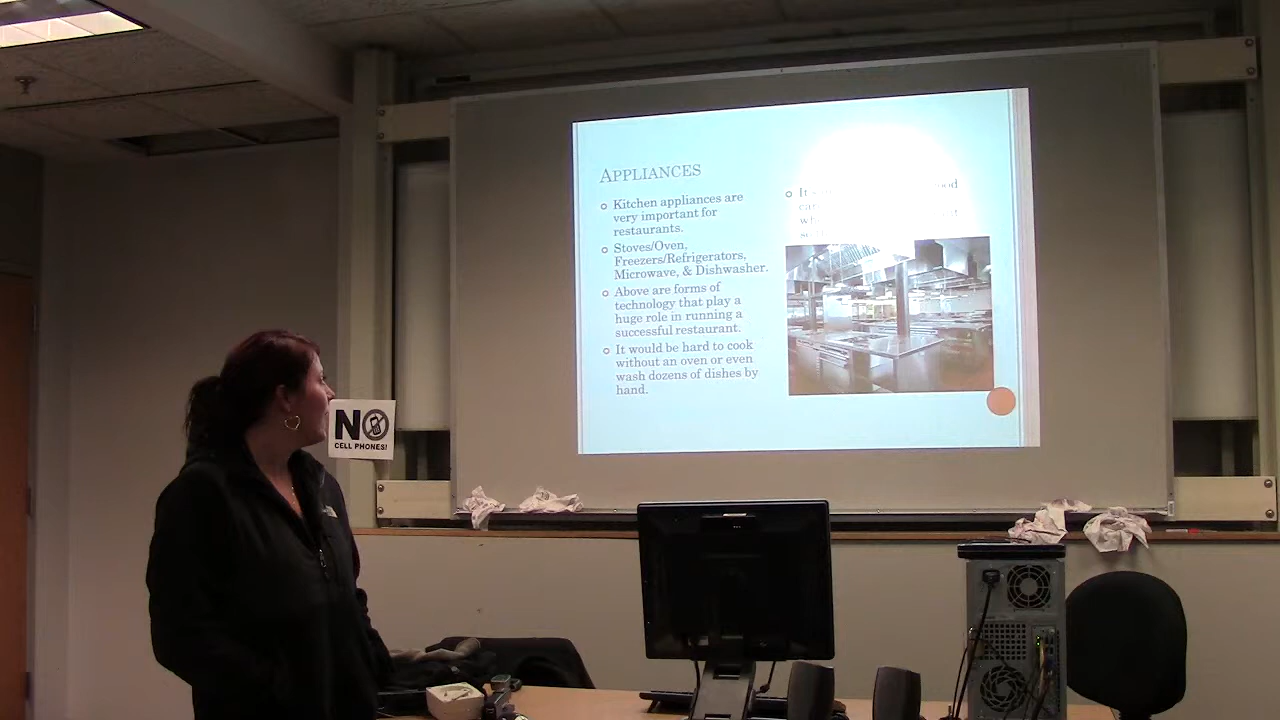 APPLIANCES
Kitchen appliances are
very important for
restaurants.
Stoves/Oven,
Freezers/Refrigerators,
Microwave, & Dishwasher.
Above are forms of
technology that play a
huge role in running a
successful restaurant.
It would be hard to cook
without an oven or even
wash dozens of dishes by
hand.
NO
CELL PHONES!